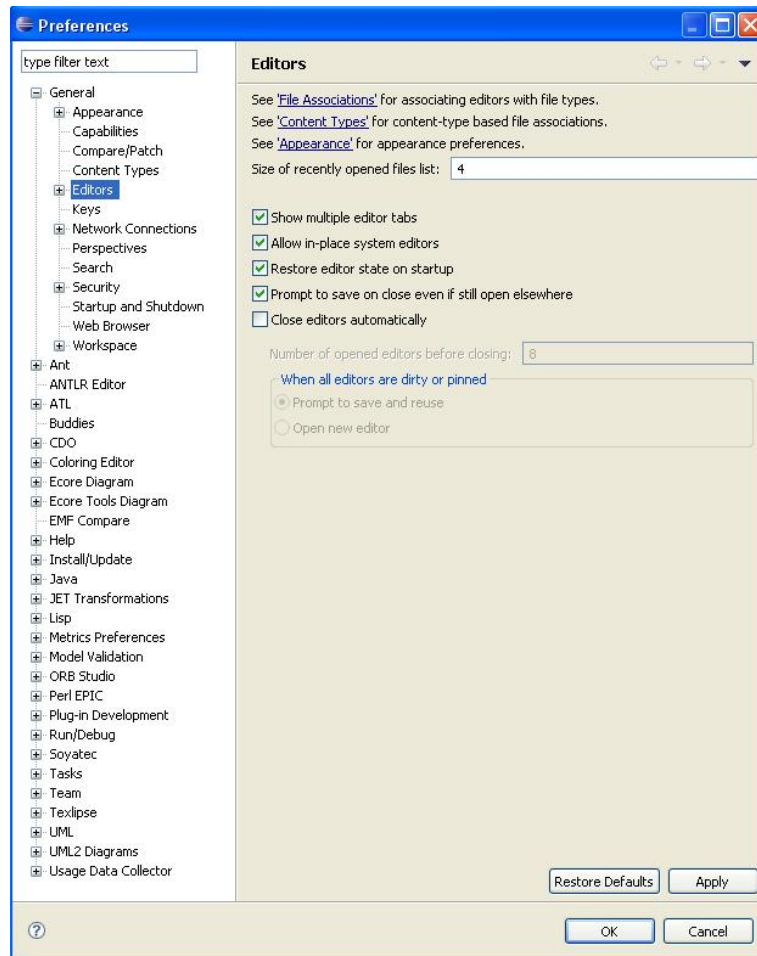 Preferences
type filter text
General
Appearance
Capabilities
Compare/Patch
Content Types
Editors
Keys
Network Connections
Perspectives
Search
Security
Startup and Shutdown
Web Browser
Workspace
Ant
ANTLR Editor
ATL
Buddies
CDO
Coloring Editor
Ecore Diagram
Ecore Tools Diagram
EMF Compare
Help
Install/Update
Java
JET Transformations
Lisp
Metrics Preferences
Model Validation
ORB Studio
Perl EPIC
Plug-in Development
Run/Debug
Soyatec
Tasks
Team
Texlipse
UML
UML2 Diagrams
Usage Data Collector
Editors
See 'File Associations' for associating editors with file types.
See 'Content Types' for content-type based file associations.
See 'Appearance' for appearance preferences.
Size of recently opened files list: 4
Show multiple editor tabs
Allow in-place system editors
Restore editor state on startup
Prompt to save on close even if still open elsewhere
Close editors automatically
Number of opened editors before closing: 8
When all editors are dirty or pinned
Prompt to save and reuse
Open new editor
Restore Defaults Apply
? OK Cancel